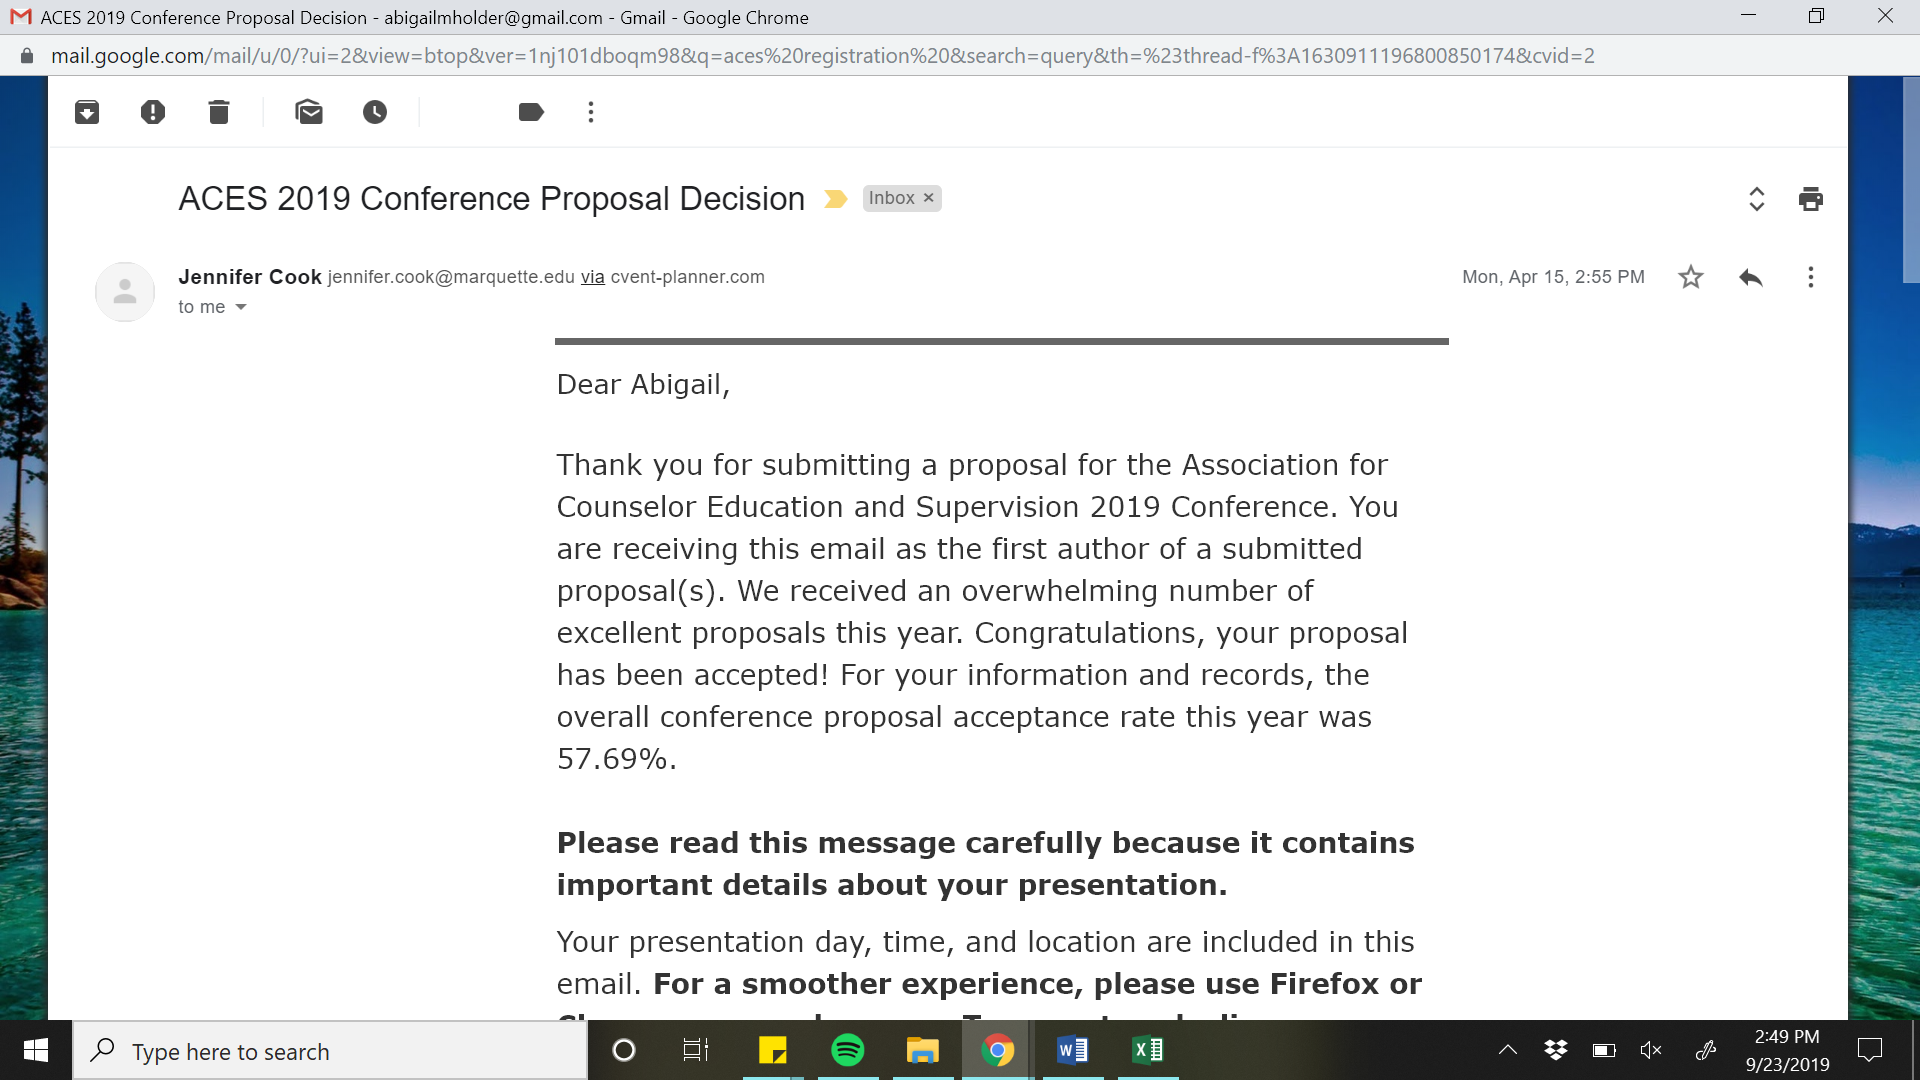 ACES 2019 Conference Proposal Decision - abigailmholder@gmail.com - Gmail - Google Chrome
mail.google.com/mail/u/0/?ui=2&view=btop&ver=1nj101dboqm98&q=aces%20registration%20&search=query&th=%23thread-f%3A1630911196800850174&cvid=2
ACES 2019 Conference Proposal Decision Inbox ×
Jennifer Cook jennifer.cook@marquette.edu via cvent-planner.com Mon, Apr 15, 2:55 PM
to me
Dear Abigail,
Thank you for submitting a proposal for the Association for
Counselor Education and Supervision 2019 Conference. You
are receiving this email as the first author of a submitted
proposal(s). We received an overwhelming number of
excellent proposals this year. Congratulations, your proposal
has been accepted! For your information and records, the
overall conference proposal acceptance rate this year was
57.69%.
Please read this message carefully because it contains
important details about your presentation.
Your presentation day, time, and location are included in this
email. For a smoother experience, please use Firefox or
Type here to search
2:49 PM
9/23/2019